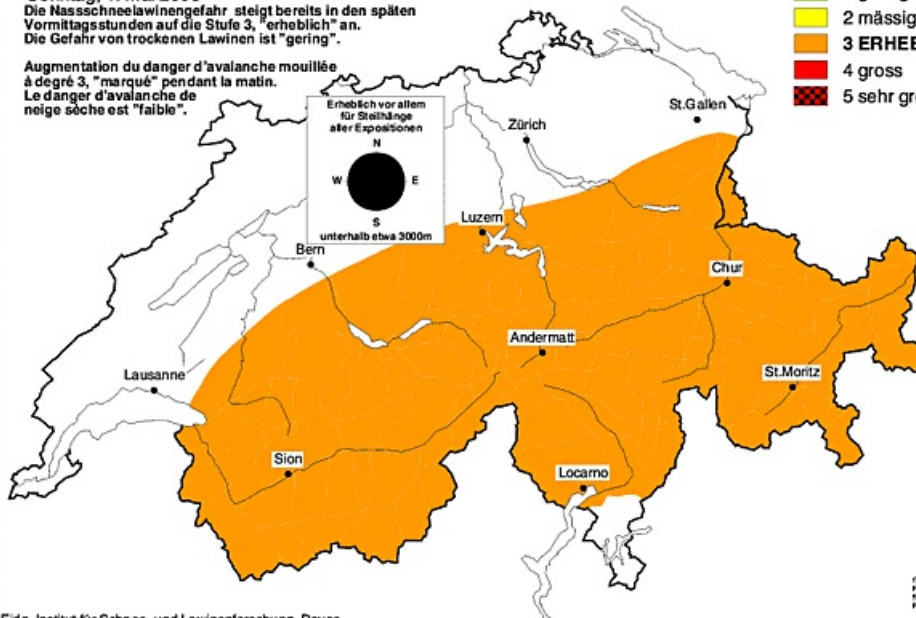 Die Nassschneelawinengefahr steigt bereits in den späten
Vormittagsstunden auf die Stufe 3, "erheblich" an.
Die Gefahr von trockenen Lawinen ist "gering".
Augmentation du danger d'avalanche mouillée
à degré 3, "marqué" pendant la matin.
Le danger d'avalanche de
neige sèche est "faible".
2 mässig
3 ERHEB
4 gross
5 sehr gro
Erheblich vor allem
für Steilhänge
aller Expositionen
N
W E
S
unterhalb etwa 3000m
St.Gallen
Zürich
Luzern
Bern
Chur
Andermatt
Lausanne
St.Moritz
Sion
Locarno